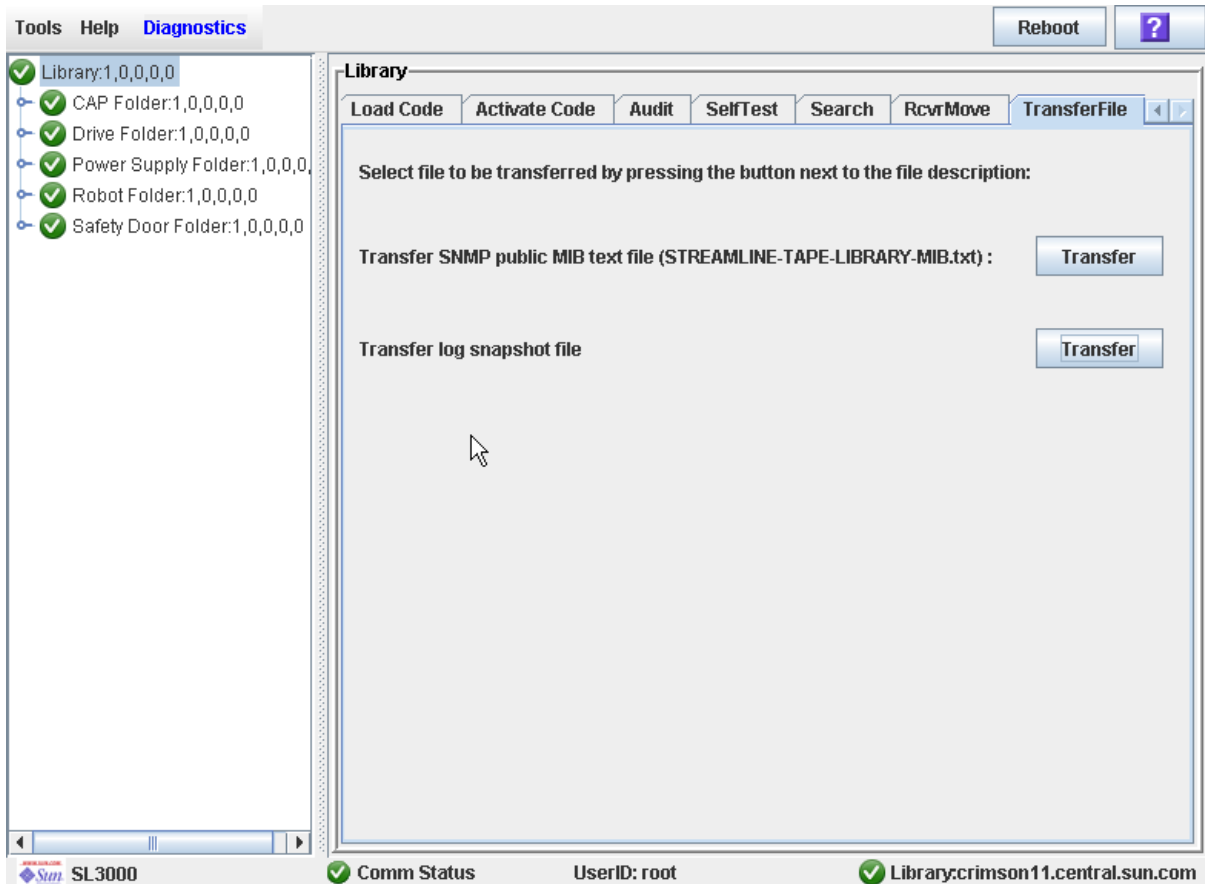 Tools Help Diagnostics
Reboot
?
Library:1,0,0,0,0
CAP Folder:1,0,0,0,0
Drive Folder:1,0,0,0,0
Power Supply Folder:1,0,0,0,
Robot Folder:1,0,0,0,0
Safety Door Folder:1,0,0,0,0
Library
Load Code Activate Code Audit SelfTest Search RcvrMove TransferFile
Select file to be transferred by pressing the button next to the file description:
Transfer SNMP public MIB text file (STREAMLINE-TAPE-LIBRARY-MIB.txt) : Transfer
Transfer log snapshot file Transfer
Sun SL3000 Comm Status UserID: root Library:crimson11.central.sun.com